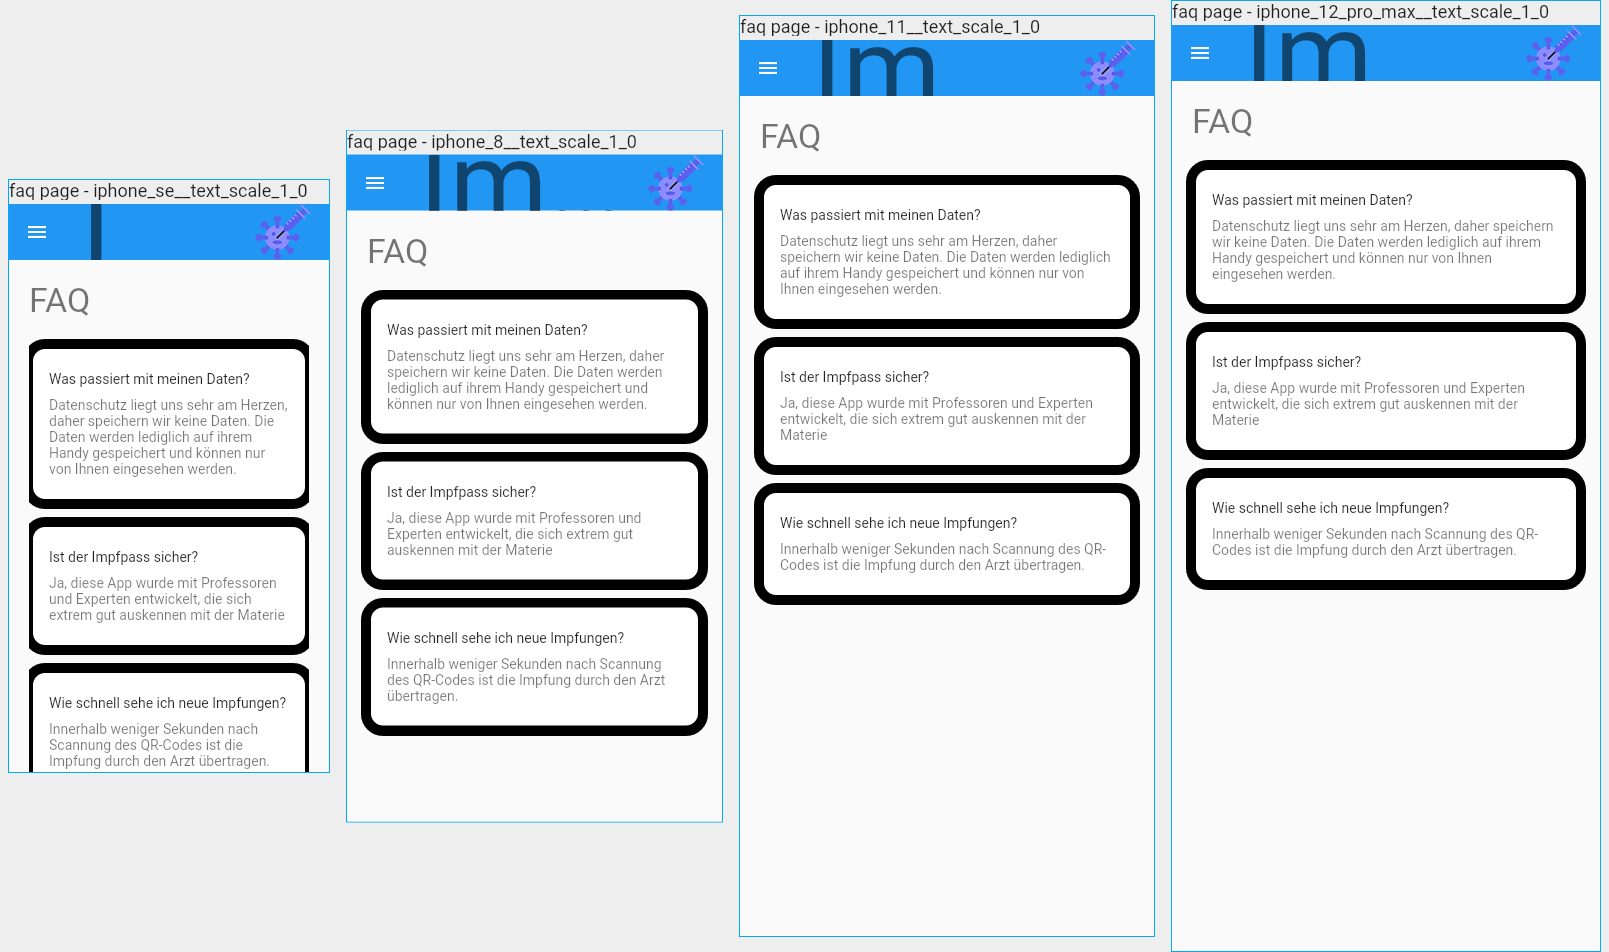 faq page - iphone_se__text_scale_1_0
I
FAQ
Was passiert mit meinen Daten?
Datenschutz liegt uns sehr am Herzen,
daher speichern wir keine Daten. Die
Daten werden lediglich auf ihrem
Handy gespeichert und können nur
von Ihnen eingesehen werden.
Ist der Impfpass sicher?
Ja, diese App wurde mit Professoren
und Experten entwickelt, die sich
extrem gut auskennen mit der Materie
Wie schnell sehe ich neue Impfungen?
Innerhalb weniger Sekunden nach
Scannung des QR-Codes ist die
Impfung durch den Arzt übertragen.
faq page - iphone_8__text_scale_1_0
Im...
FAQ
Was passiert mit meinen Daten?
Datenschutz liegt uns sehr am Herzen, daher
speichern wir keine Daten. Die Daten werden
lediglich auf ihrem Handy gespeichert und
können nur von Ihnen eingesehen werden.
Ist der Impfpass sicher?
Ja, diese App wurde mit Professoren und
Experten entwickelt, die sich extrem gut
auskennen mit der Materie
Wie schnell sehe ich neue Impfungen?
Innerhalb weniger Sekunden nach Scannung
des QR-Codes ist die Impfung durch den Arzt
übertragen.
faq page - iphone_11__text_scale_1_0
Im
FAQ
Was passiert mit meinen Daten?
Datenschutz liegt uns sehr am Herzen, daher
speichern wir keine Daten. Die Daten werden lediglich
auf ihrem Handy gespeichert und können nur von
Ihnen eingesehen werden.
Ist der Impfpass sicher?
Ja, diese App wurde mit Professoren und Experten
entwickelt, die sich extrem gut auskennen mit der
Materie
Wie schnell sehe ich neue Impfungen?
Innerhalb weniger Sekunden nach Scannung des QR-
Codes ist die Impfung durch den Arzt übertragen.
faq page - iphone_12_pro_max__text_scale_1_0
Im
FAQ
Was passiert mit meinen Daten?
Datenschutz liegt uns sehr am Herzen, daher speichern
wir keine Daten. Die Daten werden lediglich auf ihrem
Handy gespeichert und können nur von Ihnen
eingesehen werden.
Ist der Impfpass sicher?
Ja, diese App wurde mit Professoren und Experten
entwickelt, die sich extrem gut auskennen mit der
Materie
Wie schnell sehe ich neue Impfungen?
Innerhalb weniger Sekunden nach Scannung des QR-
Codes ist die Impfung durch den Arzt übertragen.